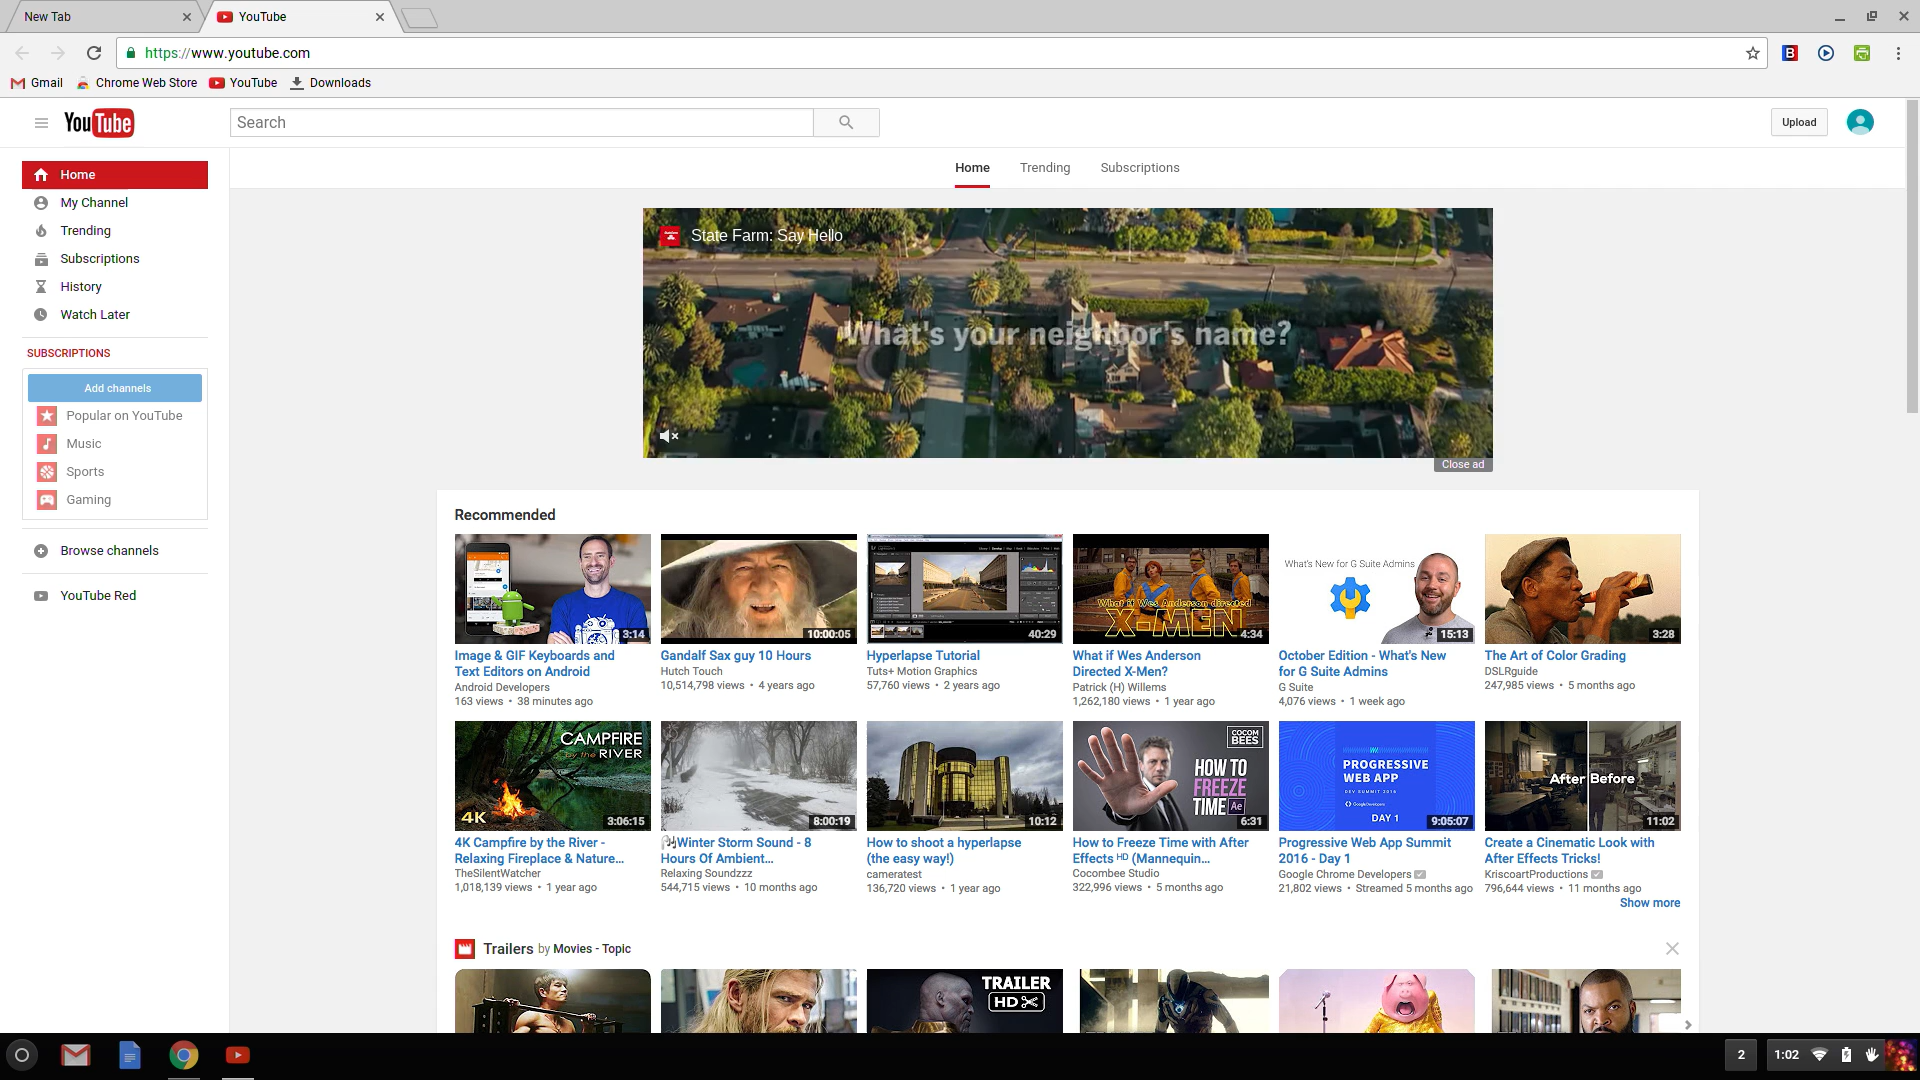 New Tab
YouTube
https://www.youtube.com
Gmail
Chrome Web Store
YouTube
Downloads
YouTube
Search
Upload
Home
Trending
Subscriptions
Home
My Channel
Trending
Subscriptions
History
Watch Later
SUBSCRIPTIONS
Add channels
Popular on YouTube
Music
Sports
Gaming
Browse channels
YouTube Red
State Farm: Say Hello
What's your neighbor's name?
Close ad
Recommended
3:14
Image & GIF Keyboards and
Text Editors on Android
Android Developers
163 views • 38 minutes ago
10:00:05
Gandalf Sax guy 10 Hours
Hutch Touch
10,514,798 views • 4 years ago
40:29
Hyperlapse Tutorial
Tuts+ Motion Graphics
57,760 views • 2 years ago
What if Wes Anderson directed
X-MEN
4:34
What if Wes Anderson
Directed X-Men?
Patrick (H) Willems
1,262,180 views • 1 year ago
What's New for G Suite Admins
15:13
October Edition - What's New
for G Suite Admins
G Suite
4,076 views • 1 week ago
3:28
The Art of Color Grading
DSLRguide
247,985 views • 5 months ago
CAMPFIRE
by the RIVER
4K
3:06:15
4K Campfire by the River -
Relaxing Fireplace & Nature...
TheSilentWatcher
1,018,139 views • 1 year ago
8:00:19
Winter Storm Sound - 8
Hours Of Ambient...
Relaxing Soundzzz
544,715 views • 10 months ago
10:12
How to shoot a hyperlapse
(the easy way!)
cameratest
136,720 views • 1 year ago
COCOM
BEES
HOW TO
FREEZE
TIME Ae
6:31
How to Freeze Time with After
Effects ᴴᴰ (Mannequin...
Cocombee Studio
322,996 views • 5 months ago
PROGRESSIVE
WEB APP
DEV SUMMIT 2016
Google Developers
DAY 1
9:05:07
Progressive Web App Summit
2016 - Day 1
Google Chrome Developers
21,802 views • Streamed 5 months ago
After Before
11:02
Create a Cinematic Look with
After Effects Tricks!
KriscoartProductions
796,644 views • 11 months ago
Show more
Trailers by Movies - Topic
TRAILER
HD
2
1:02